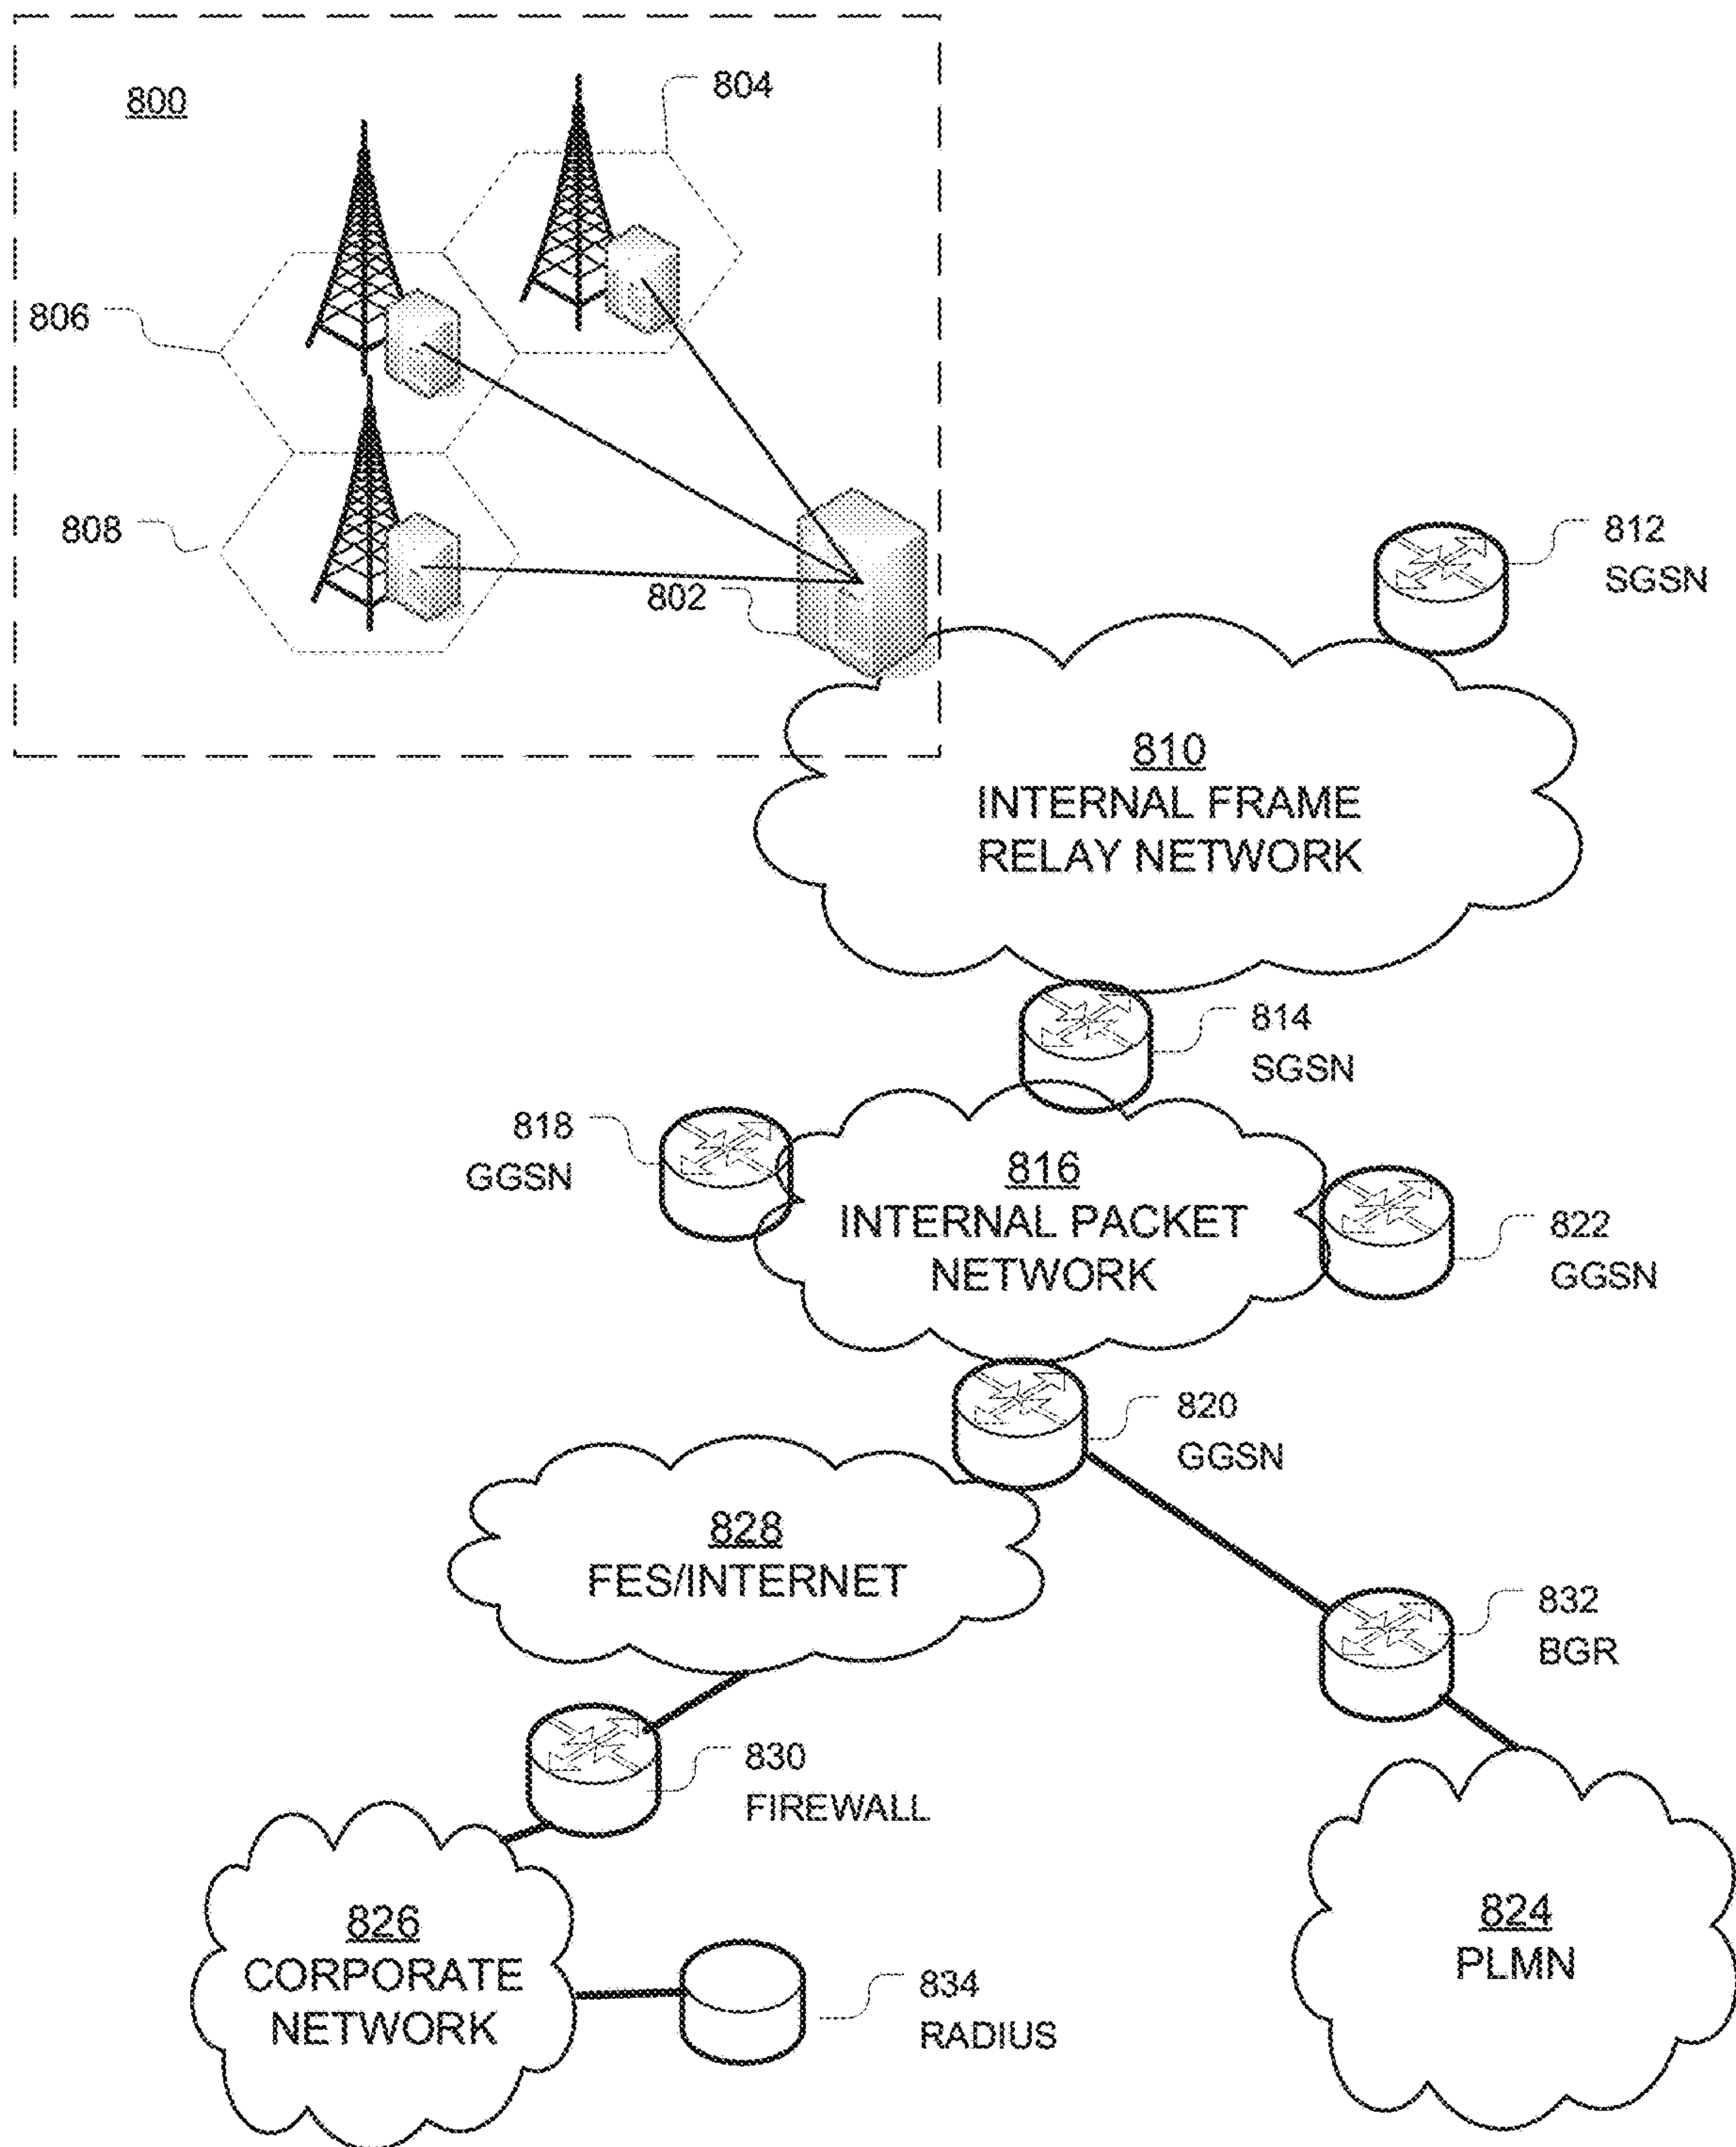 800
804
806
808
802
812
SGSN
810
INTERNAL FRAME
RELAY NETWORK
814
SGSN
818
GGSN
816
INTERNAL PACKET
NETWORK
822
GGSN
820
GGSN
828
FES/INTERNET
832
BGR
830
FIREWALL
826
CORPORATE
NETWORK
824
PLMN
834
RADIUS